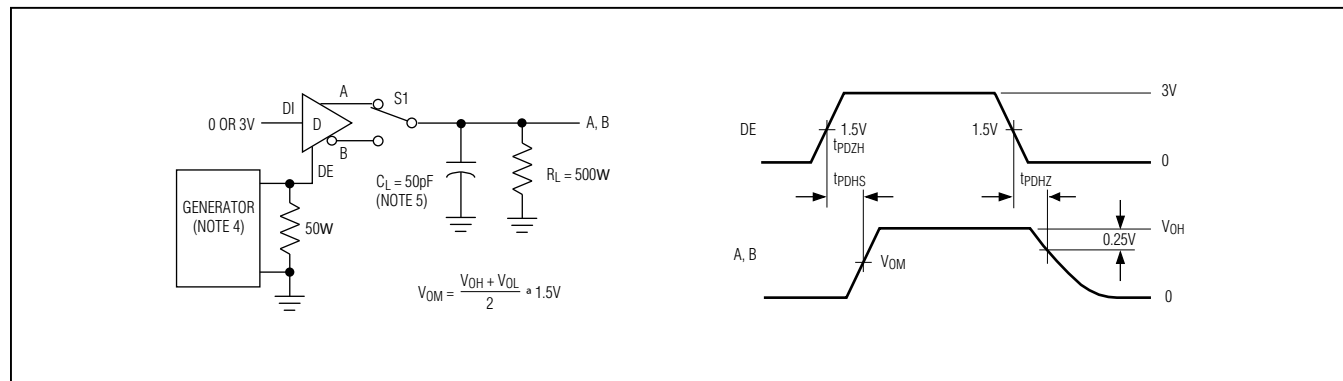 A
S1
DI
0 OR 3V
D
A, B
B
DE
C_L = 50pF
(NOTE 5)
R_L = 500W
GENERATOR
(NOTE 4)
50W
V_OM = (V_OH + V_OL) / 2 ª 1.5V
3V
DE
1.5V
1.5V
t_PDZH
0
t_PDHS
t_PDHZ
V_OH
0.25V
A, B
V_OM
0